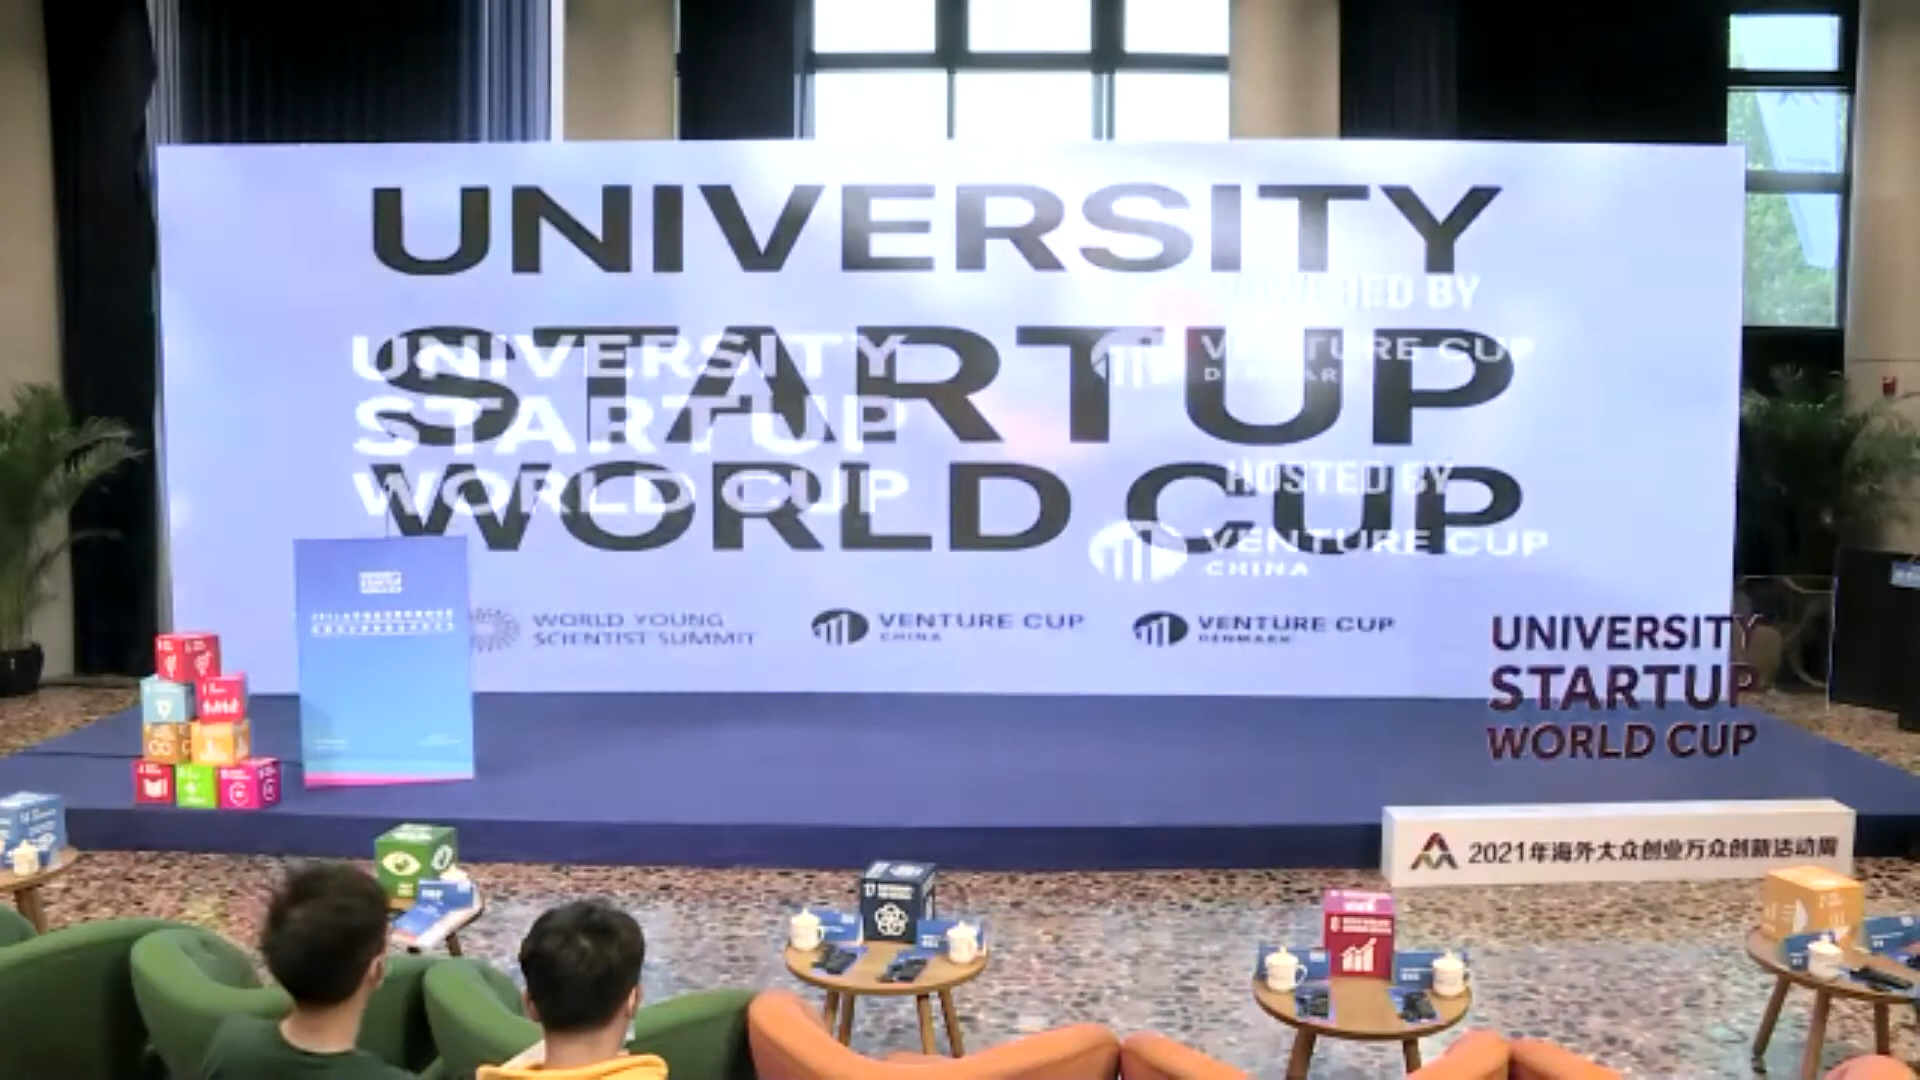 UNIVERSITY
STARTUP
WORLD CUP
UNIVERSITY
STARTUP
WORLD CUP
BY
VENTURE CUP
HOSTED BY
VENTURE CUP
CHINA
WORLD YOUNG
SCIENTIST SUMMIT
VENTURE CUP
CHINA
VENTURE CUP
DENMARK
UNIVERSITY
STARTUP
WORLD CUP
2021年海外大众创业万众创新活动周
17